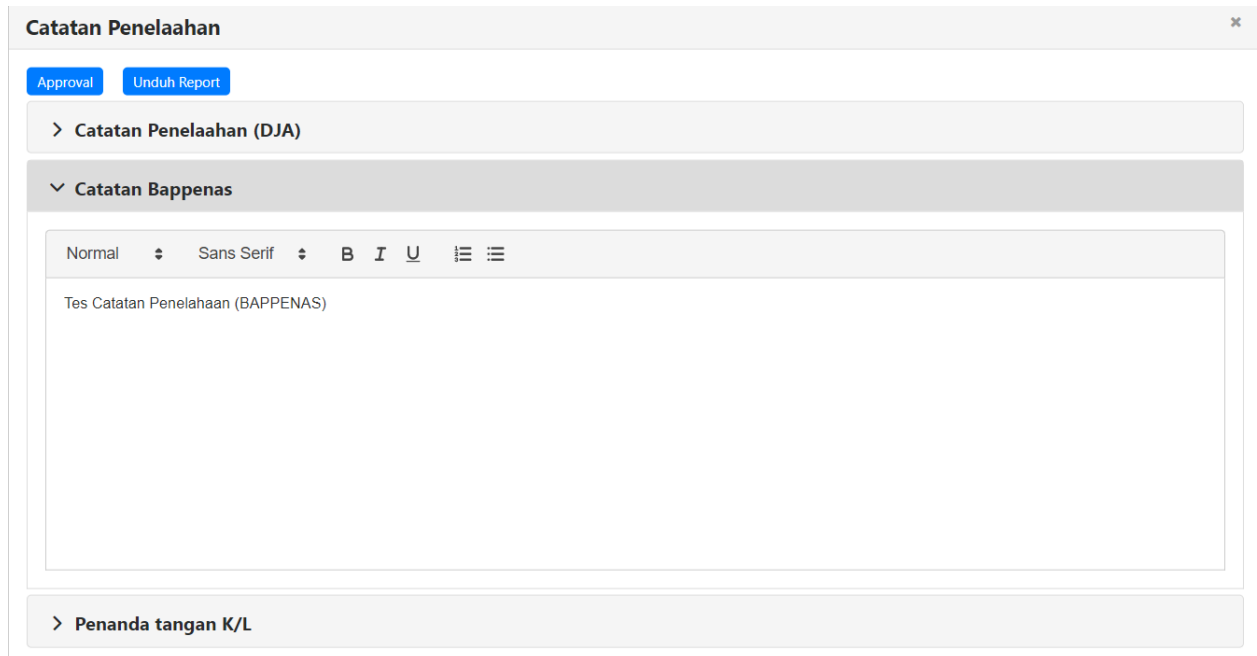 Catatan Penelaahan
Approval Unduh Report
Catatan Penelaahan (DJA)
Catatan Bappenas
Normal Sans Serif B I U
Tes Catatan Penelahaan (BAPPENAS)
Penanda tangan K/L